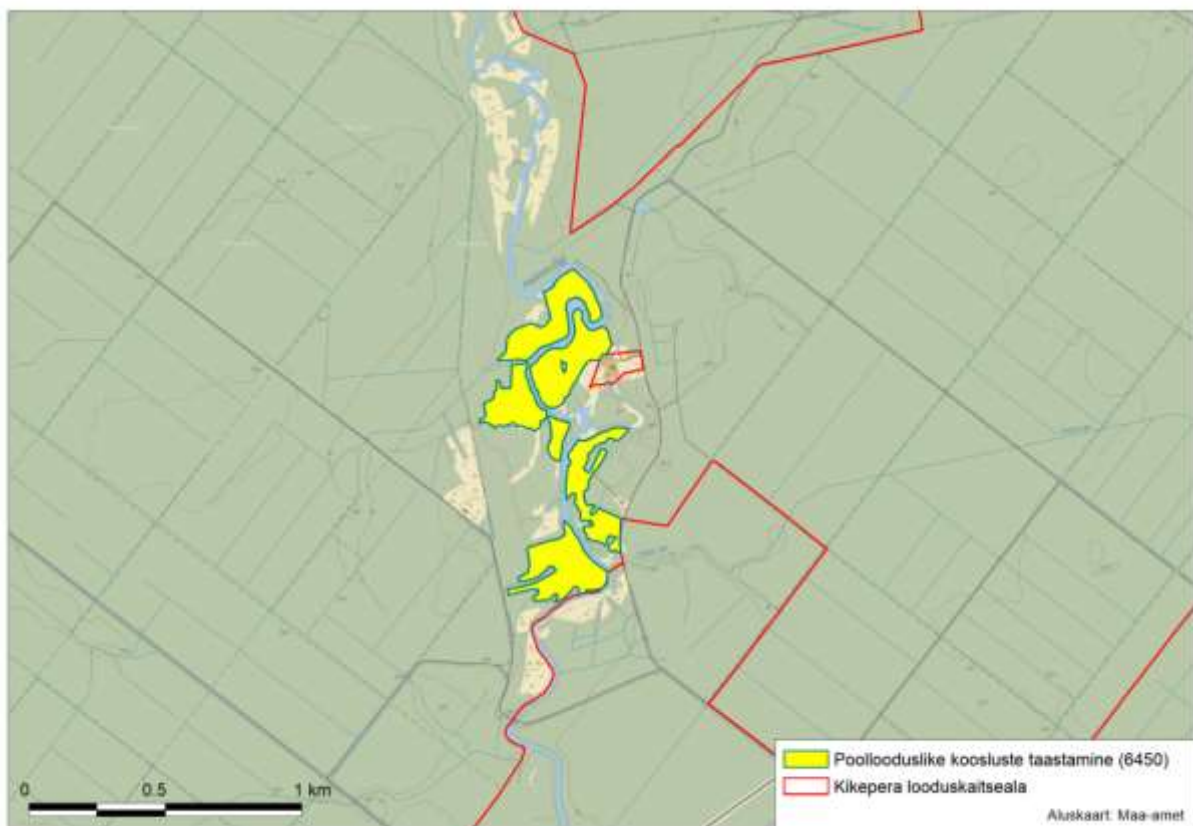 0 0.5 1 km
Poollooduslike koosluste taastamine (6450)
Kikepera looduskaitseala
Aluskaart: Maa-amet